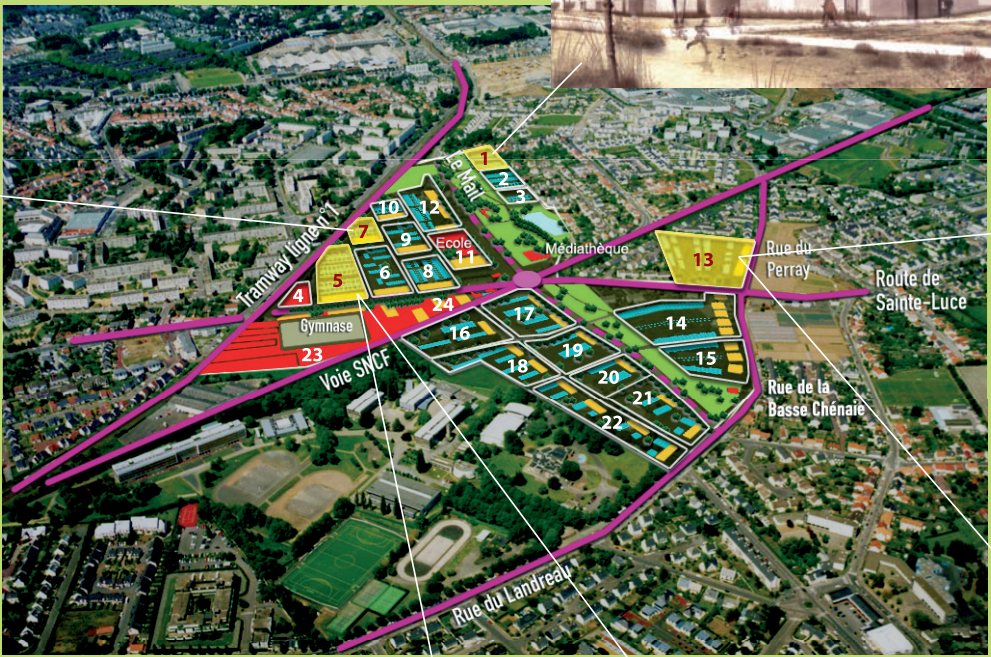 1
2
3
Le Mail
10
12
7
9
Ecole
11
Médiathèque
Tramway ligne n°1
5
6
8
13
Rue du
Perray
Route de
Sainte-Luce
4
24
Gymnase
23
Voie SNCF
16
17
14
19
15
18
20
21
22
Rue de la
Basse Chénaie
Rue du Landreau